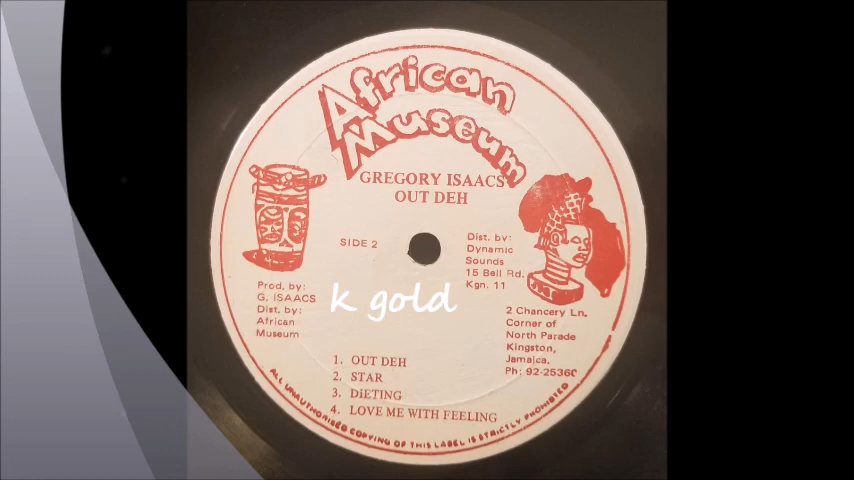 African
Museum
GREGORY ISAACS
OUT DEH
SIDE 2
Dist. by:
Dynamic
Sounds
15 Bell Rd.
Kgn. 11
Prod. by:
G. ISAACS
Dist. by:
African
Museum
k gold
2 Chancery Ln.
Corner of
North Parade
Kingston,
Jamaica.
Ph: 92-25360
1. OUT DEH
2. STAR
3. DIETING
4. LOVE ME WITH FEELING
ALL UNAUTHORISED COPYING OF THIS LABEL IS STRICTLY PROHIBITED